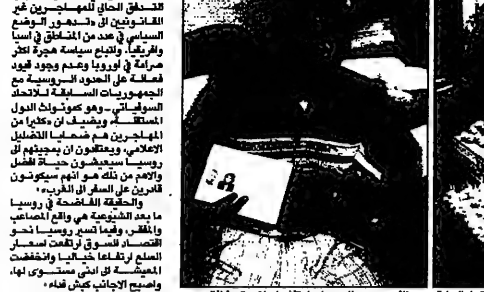 للتدفق الحالي للمهاجرين غير
القانونيين الى «تدهور الوضع
السياسي في عدد من المناطق في آسيا
وافريقيا، واتباع سياسة هجرة اكثر
صرامة في اوروبا وعدم وجود قيود
فعالة على الحدود الروسية مع
الجمهوريات السابقة للاتحاد
السوفياتي ـ وهو كمونولث الدول
المستقلة». ويضيف ان «كثيرا من
المهاجرين هم ضحايا التضليل
الاعلامي، ويعتقدون ان بمجيئهم الى
روسيا سيعيشون حياة افضل
والاهم من ذلك هو انهم سيكونون
قادرين على السفر الى الغرب».
والحقيقة الفاضحة في روسيا
ما بعد الشيوعية هي واقع المصاعب
والفقر، وفيما تسير روسيا نحو
اقتصاد السوق ارتفعت اسعار
السلع ارتفاعا خياليا وانخفضت
المعيشة الى ادنى مستوى لها،
واصبح الاجانب كبش فداء.